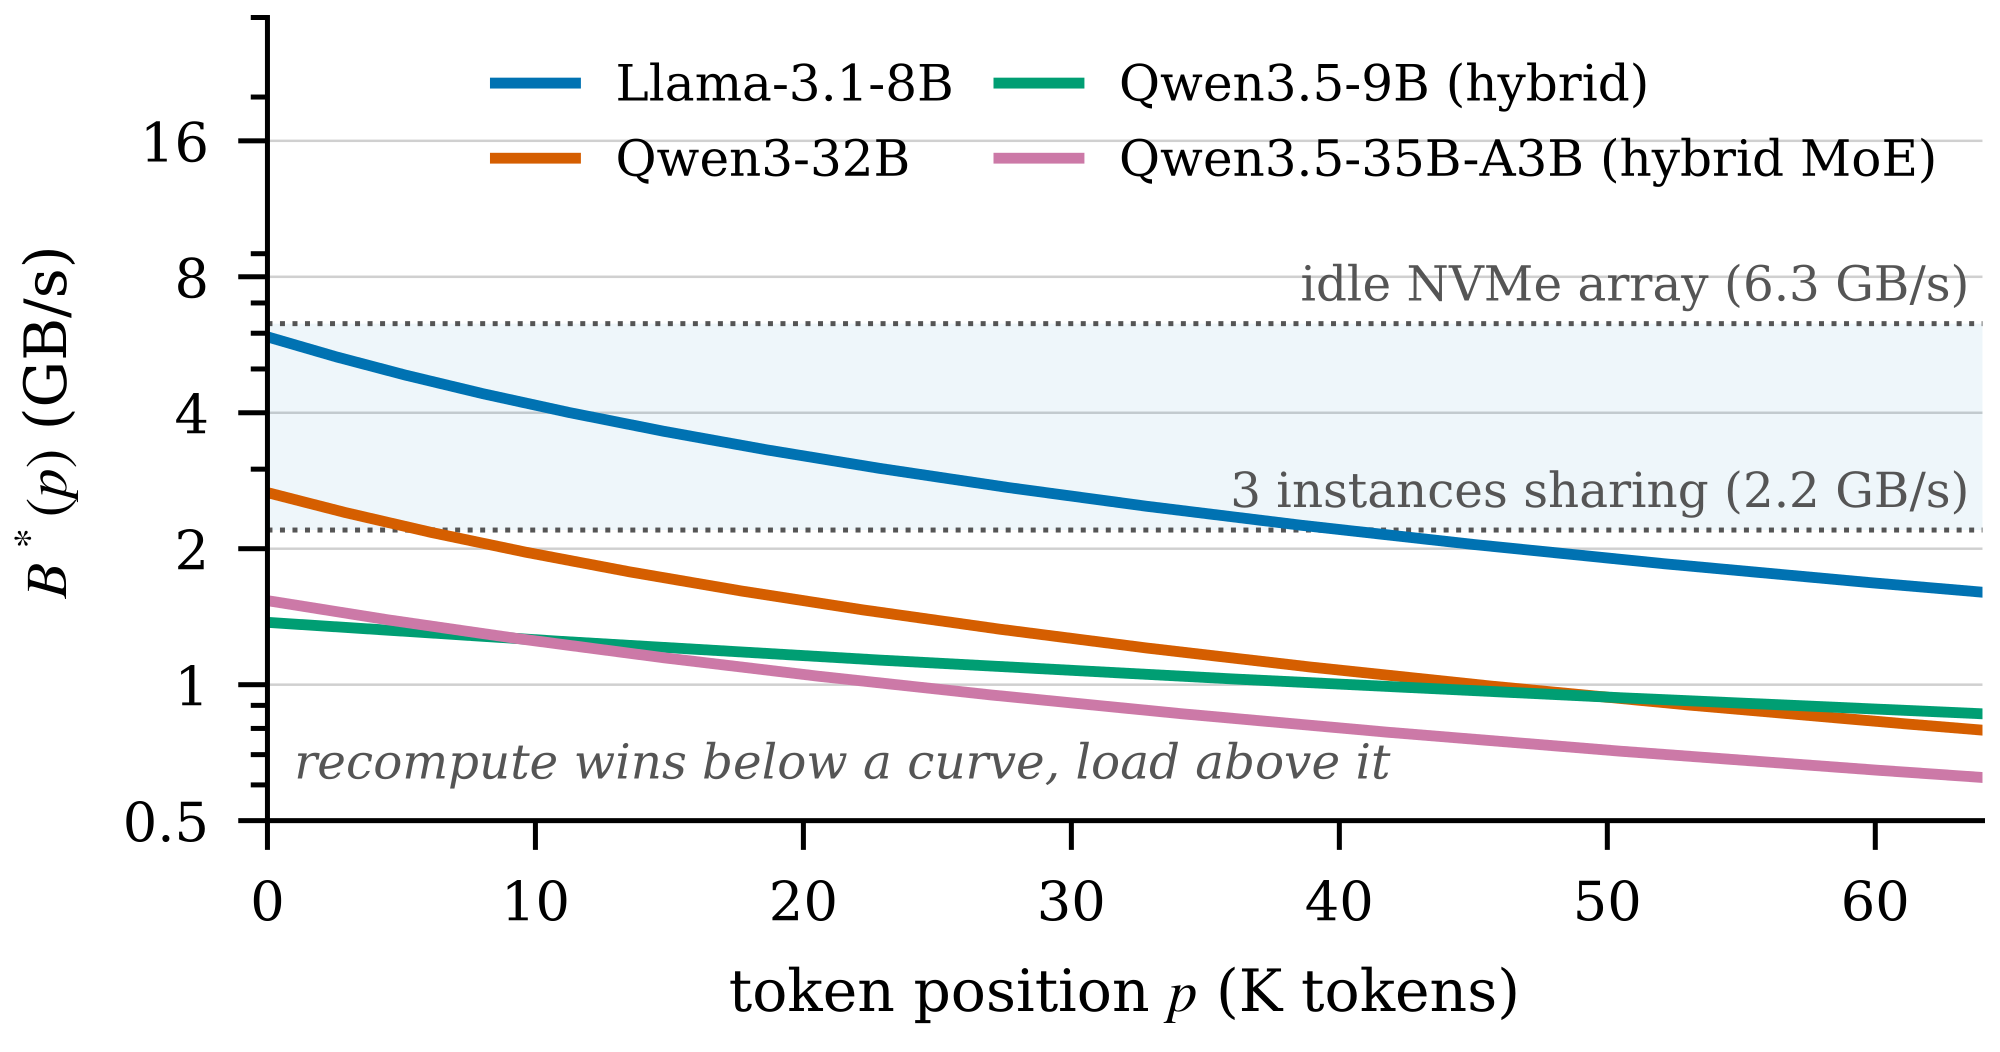 Llama-3.1-8B
Qwen3-32B
Qwen3.5-9B (hybrid)
Qwen3.5-35B-A3B (hybrid MoE)
16
8
4
2
1
0.5
B*(p) (GB/s)
idle NVMe array (6.3 GB/s)
3 instances sharing (2.2 GB/s)
recompute wins below a curve, load above it
0 10 20 30 40 50 60
token position p (K tokens)